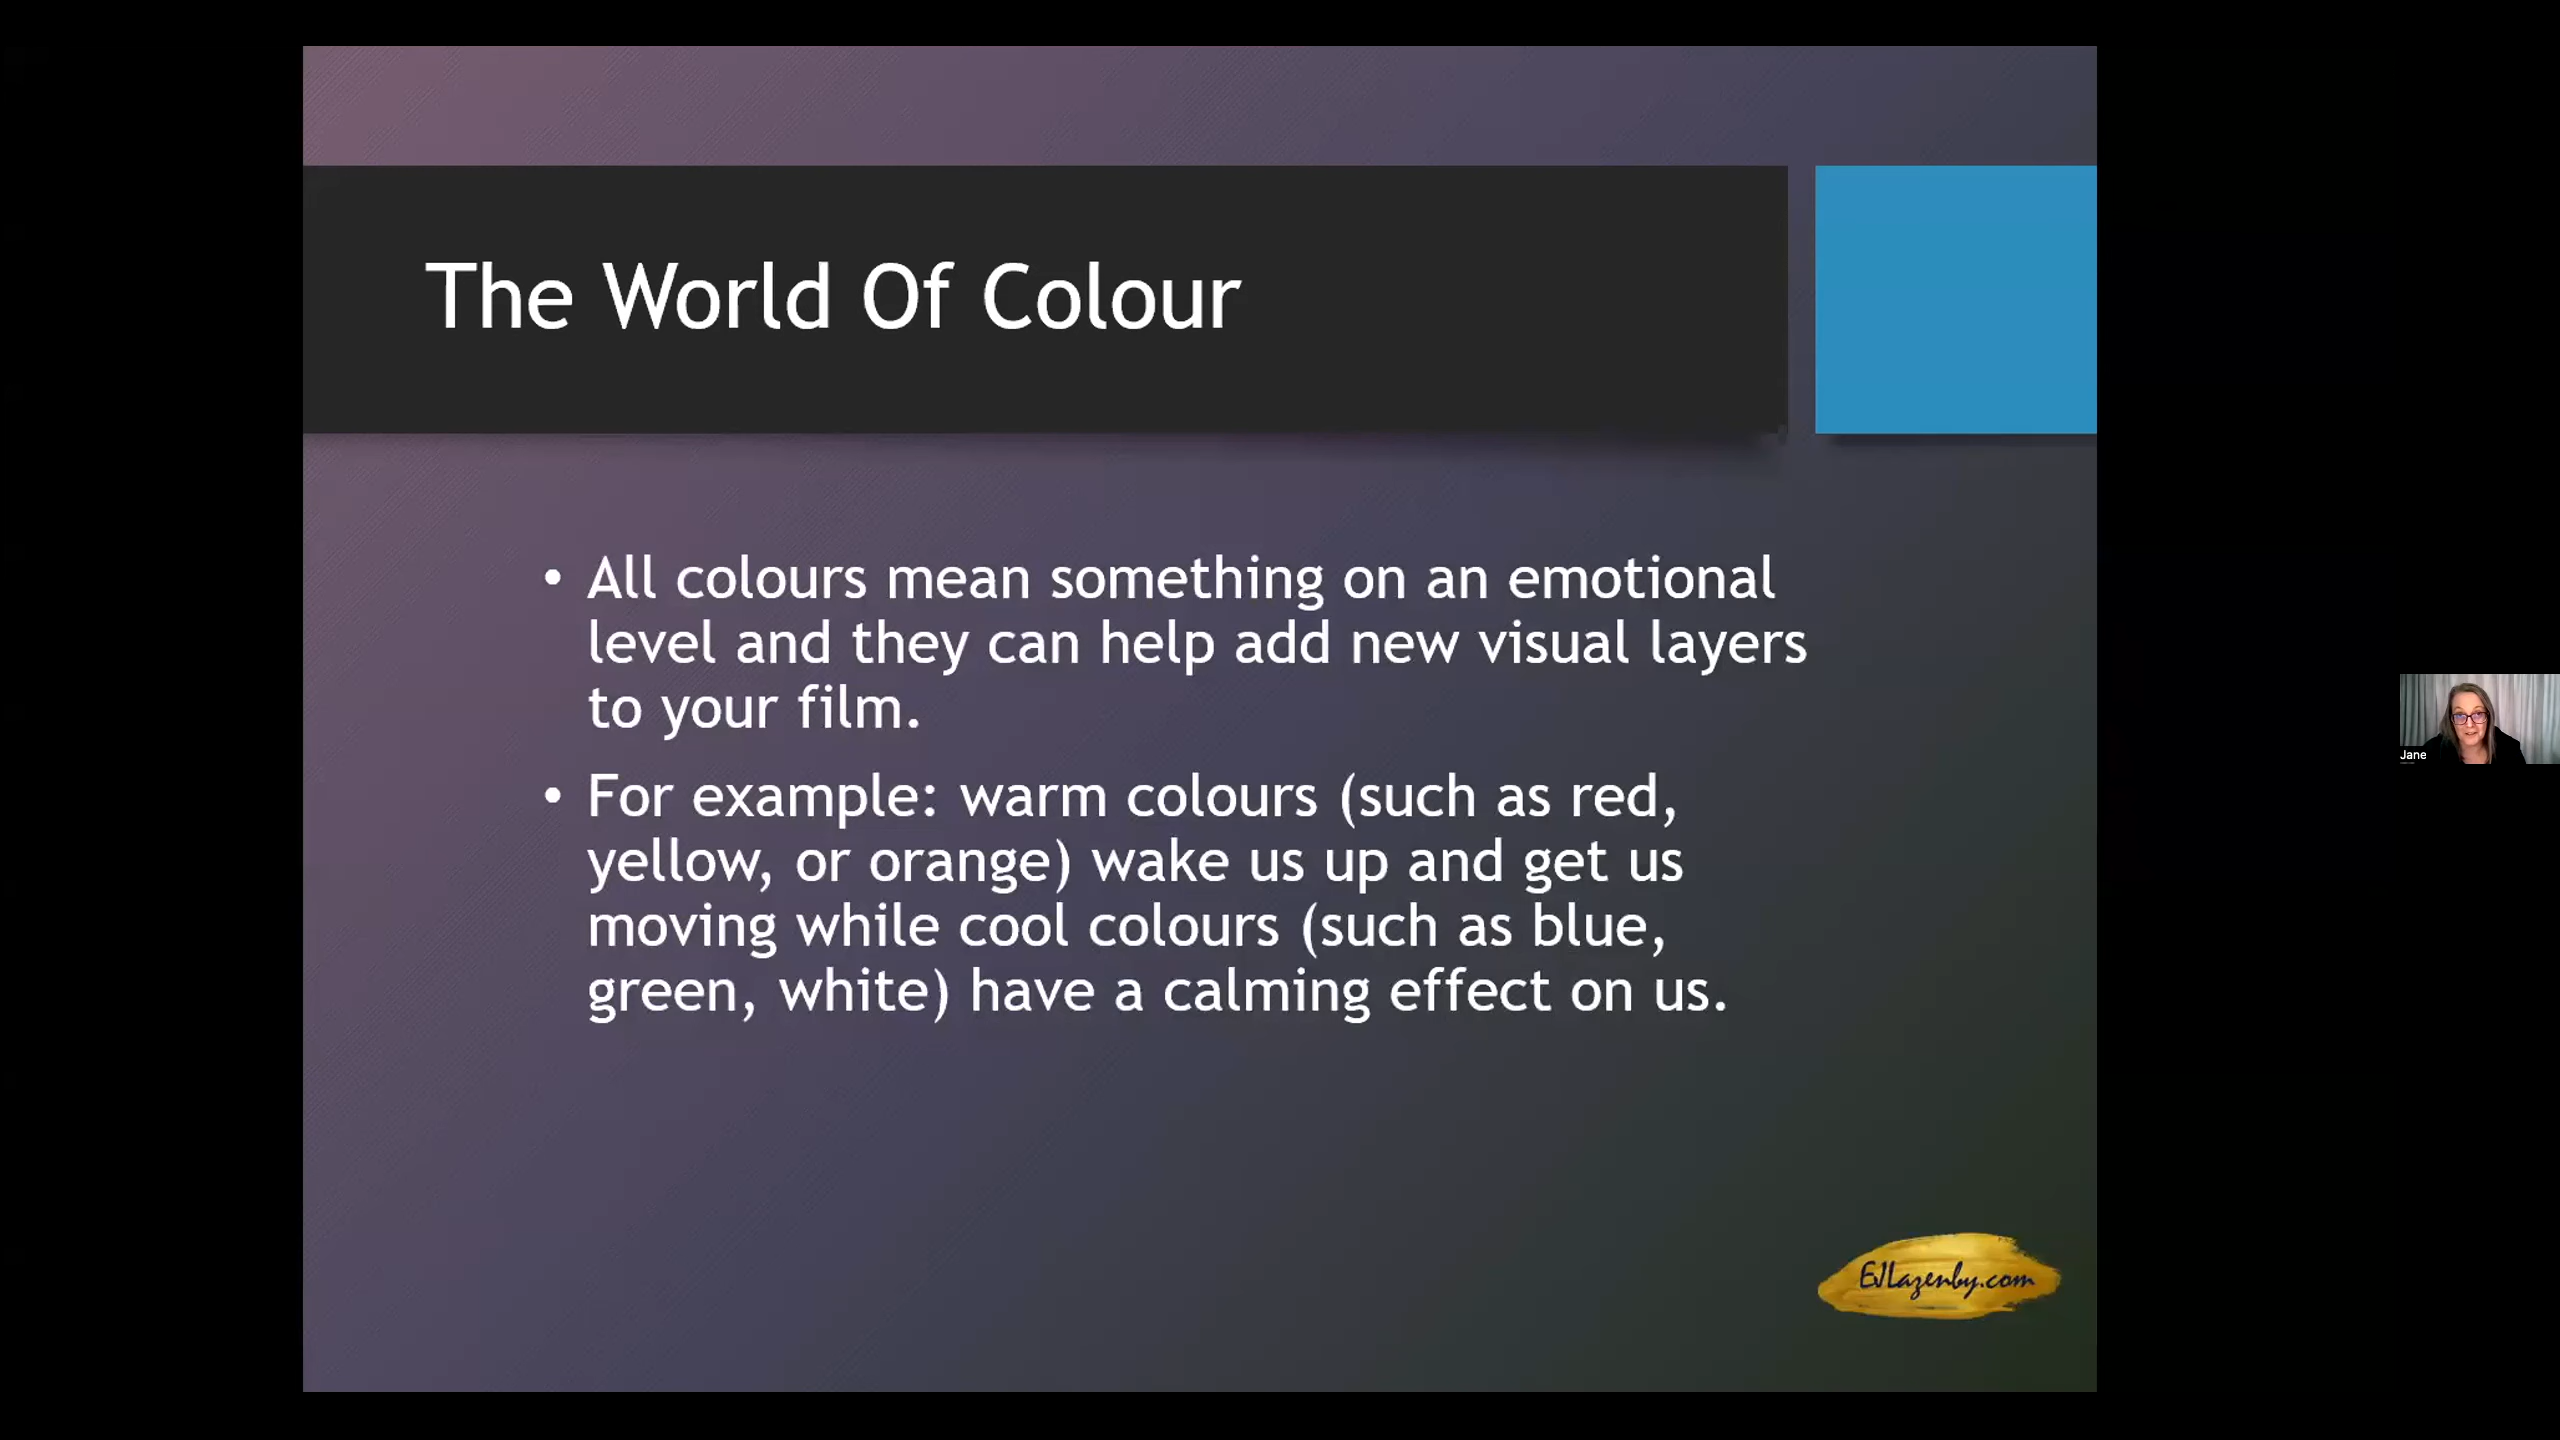 The World Of Colour
• All colours mean something on an emotional
level and they can help add new visual layers
to your film.
• For example: warm colours (such as red,
yellow, or orange) wake us up and get us
moving while cool colours (such as blue,
green, white) have a calming effect on us.
Jane
EJLazenby.com